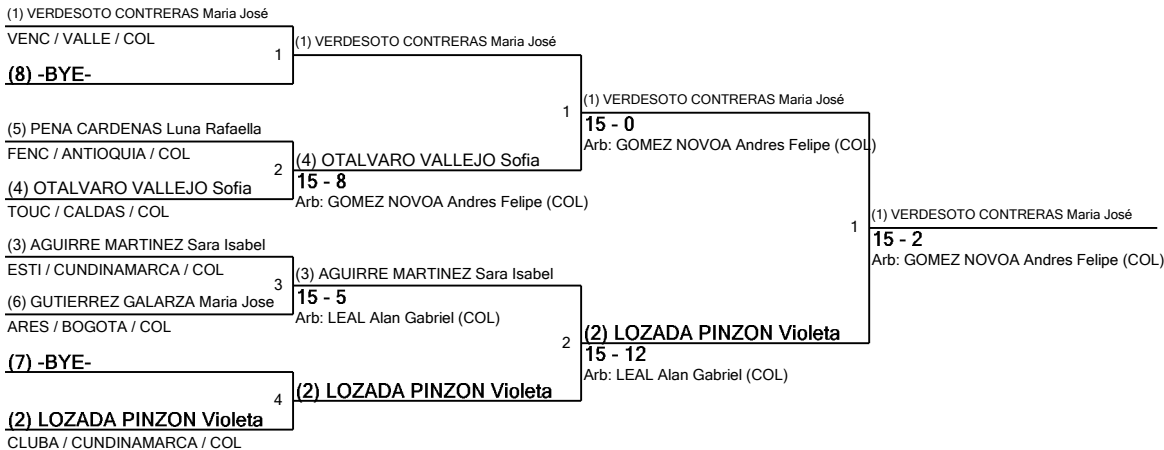 (1) VERDESOTO CONTRERAS Maria José
VENC / VALLE / COL
1
(8) -BYE-
(5) PENA CARDENAS Luna Rafaella
FENC / ANTIOQUIA / COL
2
(4) OTALVARO VALLEJO Sofia
TOUC / CALDAS / COL
(3) AGUIRRE MARTINEZ Sara Isabel
ESTI / CUNDINAMARCA / COL
3
(6) GUTIERREZ GALARZA Maria Jose
ARES / BOGOTA / COL
(7) -BYE-
4
(2) LOZADA PINZON Violeta
CLUBA / CUNDINAMARCA / COL
(1) VERDESOTO CONTRERAS Maria José
1
(4) OTALVARO VALLEJO Sofia
15 - 8
Arb: GOMEZ NOVOA Andres Felipe (COL)
(3) AGUIRRE MARTINEZ Sara Isabel
15 - 5
Arb: LEAL Alan Gabriel (COL)
2
(2) LOZADA PINZON Violeta
(1) VERDESOTO CONTRERAS Maria José
15 - 0
Arb: GOMEZ NOVOA Andres Felipe (COL)
1
(2) LOZADA PINZON Violeta
15 - 12
Arb: LEAL Alan Gabriel (COL)
(1) VERDESOTO CONTRERAS Maria José
15 - 2
Arb: GOMEZ NOVOA Andres Felipe (COL)